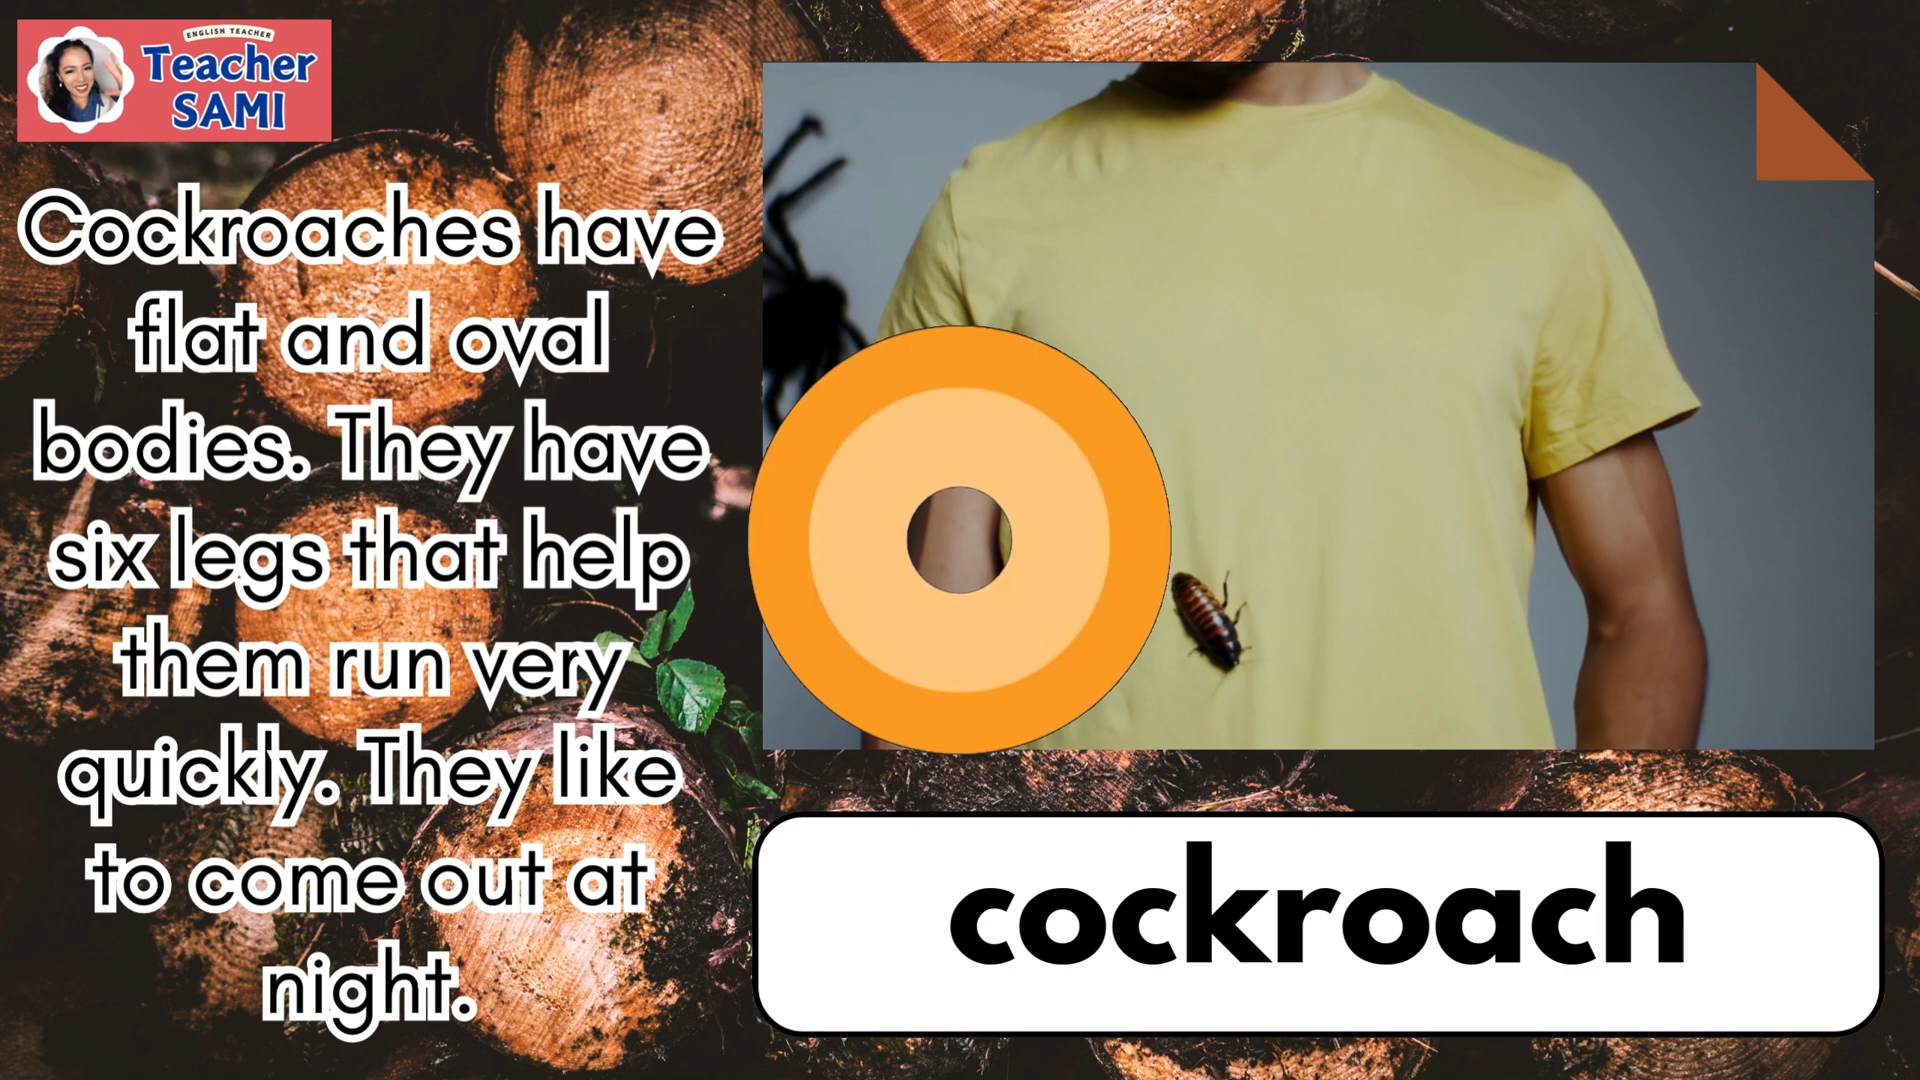 ENGLISH TEACHER
Teacher
SAMI
Cockroaches have
flat and oval
bodies. They have
six legs that help
them run very
quickly. They like
to come out at
night.
cockroach